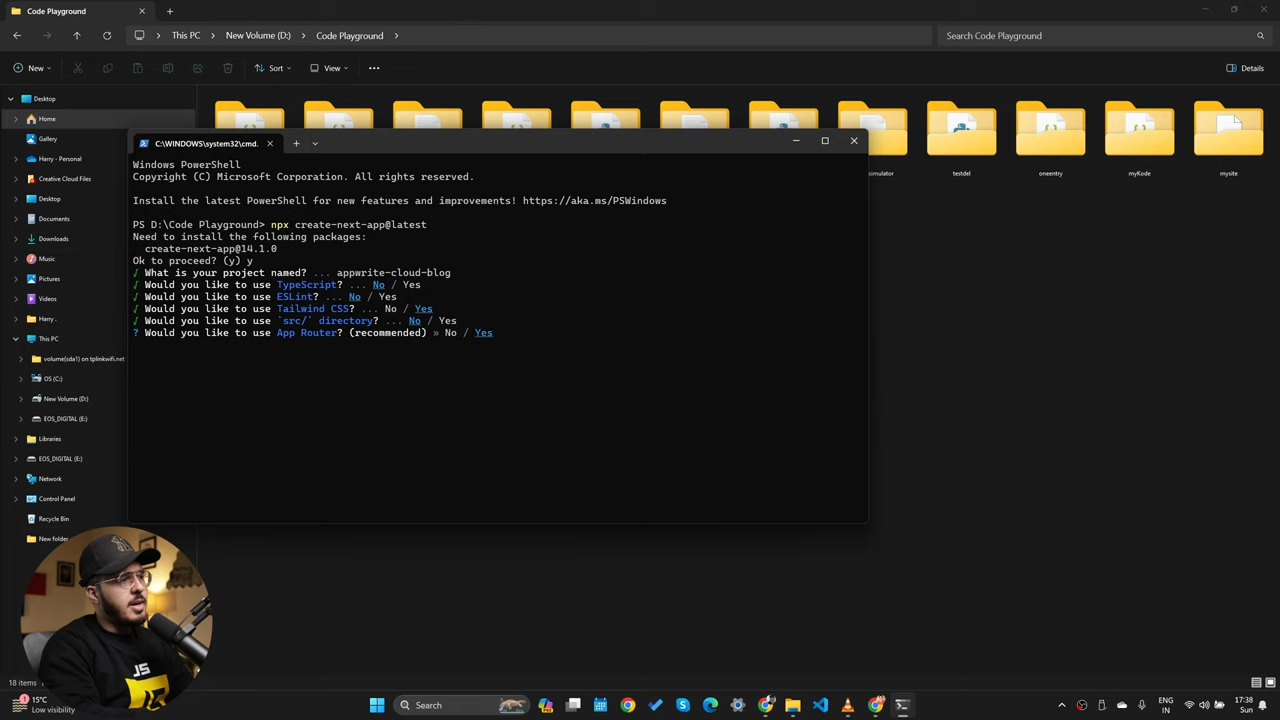 Code Playground
This PC > New Volume (D:) > Code Playground >
Search Code Playground
New
Sort
View
Details
Desktop
Home
Gallery
Harry - Personal
Creative Cloud Files
Desktop
Documents
Downloads
Music
Pictures
Videos
Harry .
This PC
volume(sda1) on tplinkwifi.net
OS (C:)
New Volume (D:)
EOS_DIGITAL (E:)
Libraries
EOS_DIGITAL (E:)
Network
Control Panel
Recycle Bin
New folder
simulator
testdel
oneentry
myKode
mysite
C:\WINDOWS\system32\cmd.
Windows PowerShell
Copyright (C) Microsoft Corporation. All rights reserved.
Install the latest PowerShell for new features and improvements! https://aka.ms/PSWindows
PS D:\Code Playground> npx create-next-app@latest
Need to install the following packages:
create-next-app@14.1.0
Ok to proceed? (y) y
√ What is your project named? ... appwrite-cloud-blog
√ Would you like to use TypeScript? ... No / Yes
√ Would you like to use ESLint? ... No / Yes
√ Would you like to use Tailwind CSS? ... No / Yes
√ Would you like to use `src/` directory? ... No / Yes
? Would you like to use App Router? (recommended) » No / Yes
JS
18 items
1
15°C
Low visibility
Search
ENG
IN
17:38
Sun